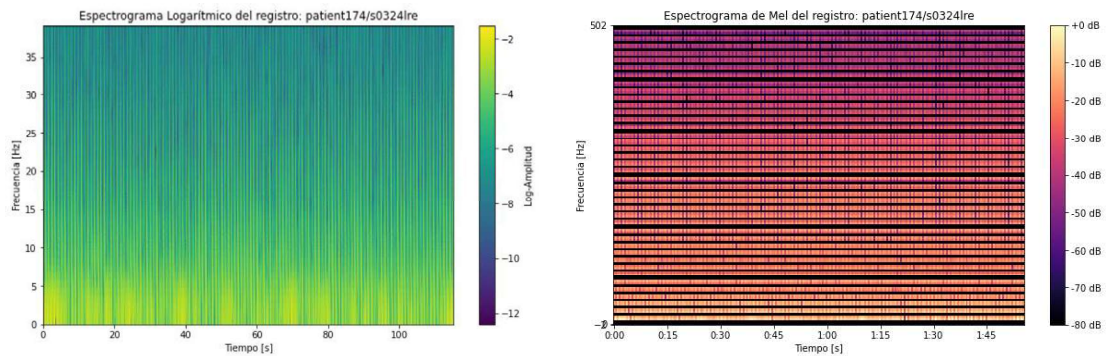 Espectrograma Logarítmico del registro: patient174/s0324lre
35
30
25
20
15
10
5
0
Frecuencia [Hz]
0
20
40
60
80
100
Tiempo [s]
−2
−4
−6
−8
−10
−12
Log-Amplitud
Espectrograma de Mel del registro: patient174/s0324lre
502
Frecuencia [Hz]
0:00
0:15
0:30
0:45
1:00
1:15
1:30
1:45
Tiempo [s]
+0 dB
-10 dB
-20 dB
-30 dB
-40 dB
-50 dB
-60 dB
-70 dB
-80 dB